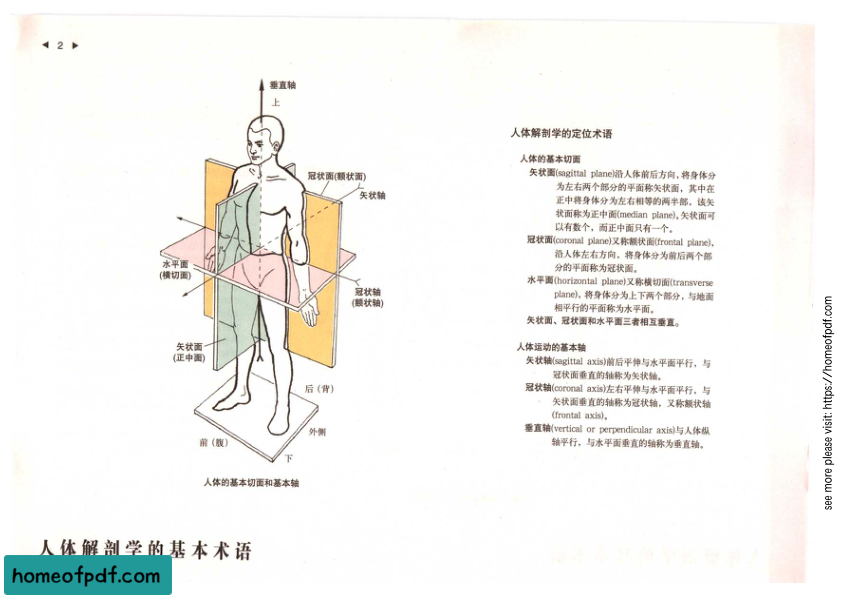 ◀ 2 ▶
垂直轴
上
冠状面(额状面)
矢状轴
水平面
(横切面)
冠状轴
(额状轴)
矢状面
(正中面)
后(背)
外侧
前(腹)
下
人体的基本切面和基本轴
人体解剖学的定位术语
人体的基本切面
矢状面(sagittal plane)沿人体前后方向,将身体分
为左右两个部分的平面称矢状面,其中在
正中将身体分为左右相等的两半部,该矢
状面称为正中面(median plane)。矢状面可
以有数个,而正中面只有一个。
冠状面(coronal plane)又称额状面(frontal plane),
沿人体左右方向,将身体分为前后两个部
分的平面称为冠状面。
水平面(horizontal plane)又称横切面(transverse
plane),将身体分为上下两个部分,与地面
相平行的平面称为水平面。
矢状面、冠状面和水平面三者相互垂直。
人体运动的基本轴
矢状轴(sagittal axis)前后平伸与水平面平行,与
冠状面垂直的轴称为矢状轴。
冠状轴(coronal axis)左右平伸与水平面平行,与
矢状面垂直的轴称为冠状轴,又称额状轴
(frontal axis)。
垂直轴(vertical or perpendicular axis)与人体纵
轴平行,与水平面垂直的轴称为垂直轴。
人体解剖学的基本术语
homeofpdf.com
see more please visit: https://homeofpdf.com